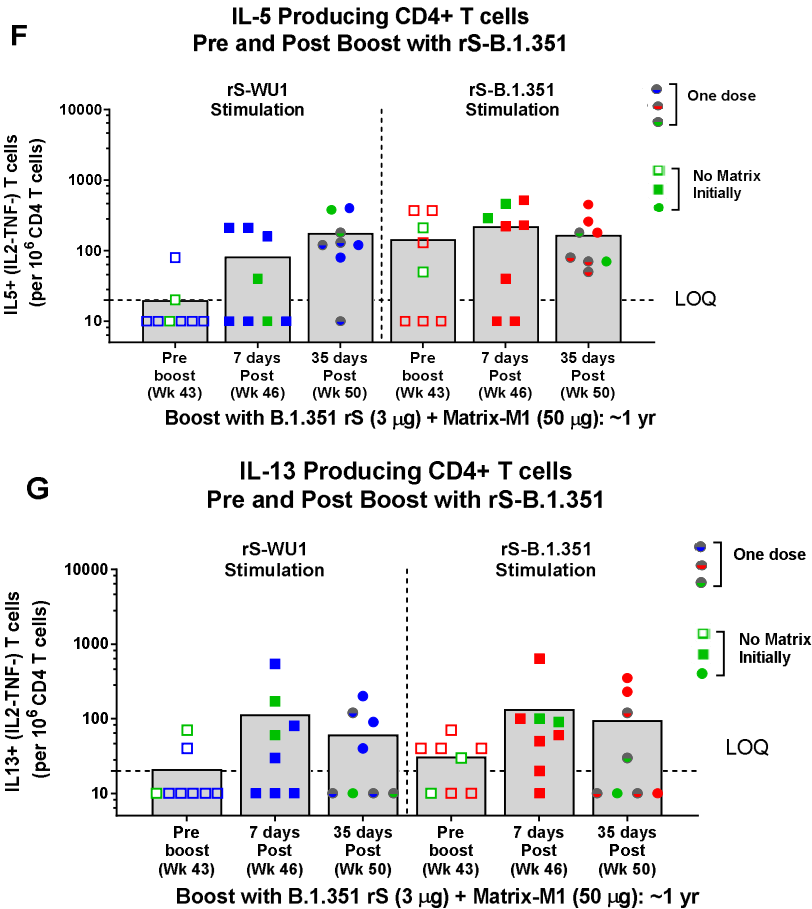 F
IL-5 Producing CD4+ T cells
Pre and Post Boost with rS-B.1.351
rS-WU1
Stimulation
rS-B.1.351
Stimulation
One dose
No Matrix
Initially
IL5+ (IL2-TNF-) T cells
(per 10⁶ CD4 T cells)
10000
1000
100
10
LOQ
Pre
boost
(Wk 43)
7 days
Post
(Wk 46)
35 days
Post
(Wk 50)
Pre
boost
(Wk 43)
7 days
Post
(Wk 46)
35 days
Post
(Wk 50)
Boost with B.1.351 rS (3 μg) + Matrix-M1 (50 μg): ~1 yr
G
IL-13 Producing CD4+ T cells
Pre and Post Boost with rS-B.1.351
rS-WU1
Stimulation
rS-B.1.351
Stimulation
One dose
No Matrix
Initially
IL13+ (IL2-TNF-) T cells
(per 10⁶ CD4 T cells)
10000
1000
100
10
LOQ
Pre
boost
(Wk 43)
7 days
Post
(Wk 46)
35 days
Post
(Wk 50)
Pre
boost
(Wk 43)
7 days
Post
(Wk 46)
35 days
Post
(Wk 50)
Boost with B.1.351 rS (3 μg) + Matrix-M1 (50 μg): ~1 yr